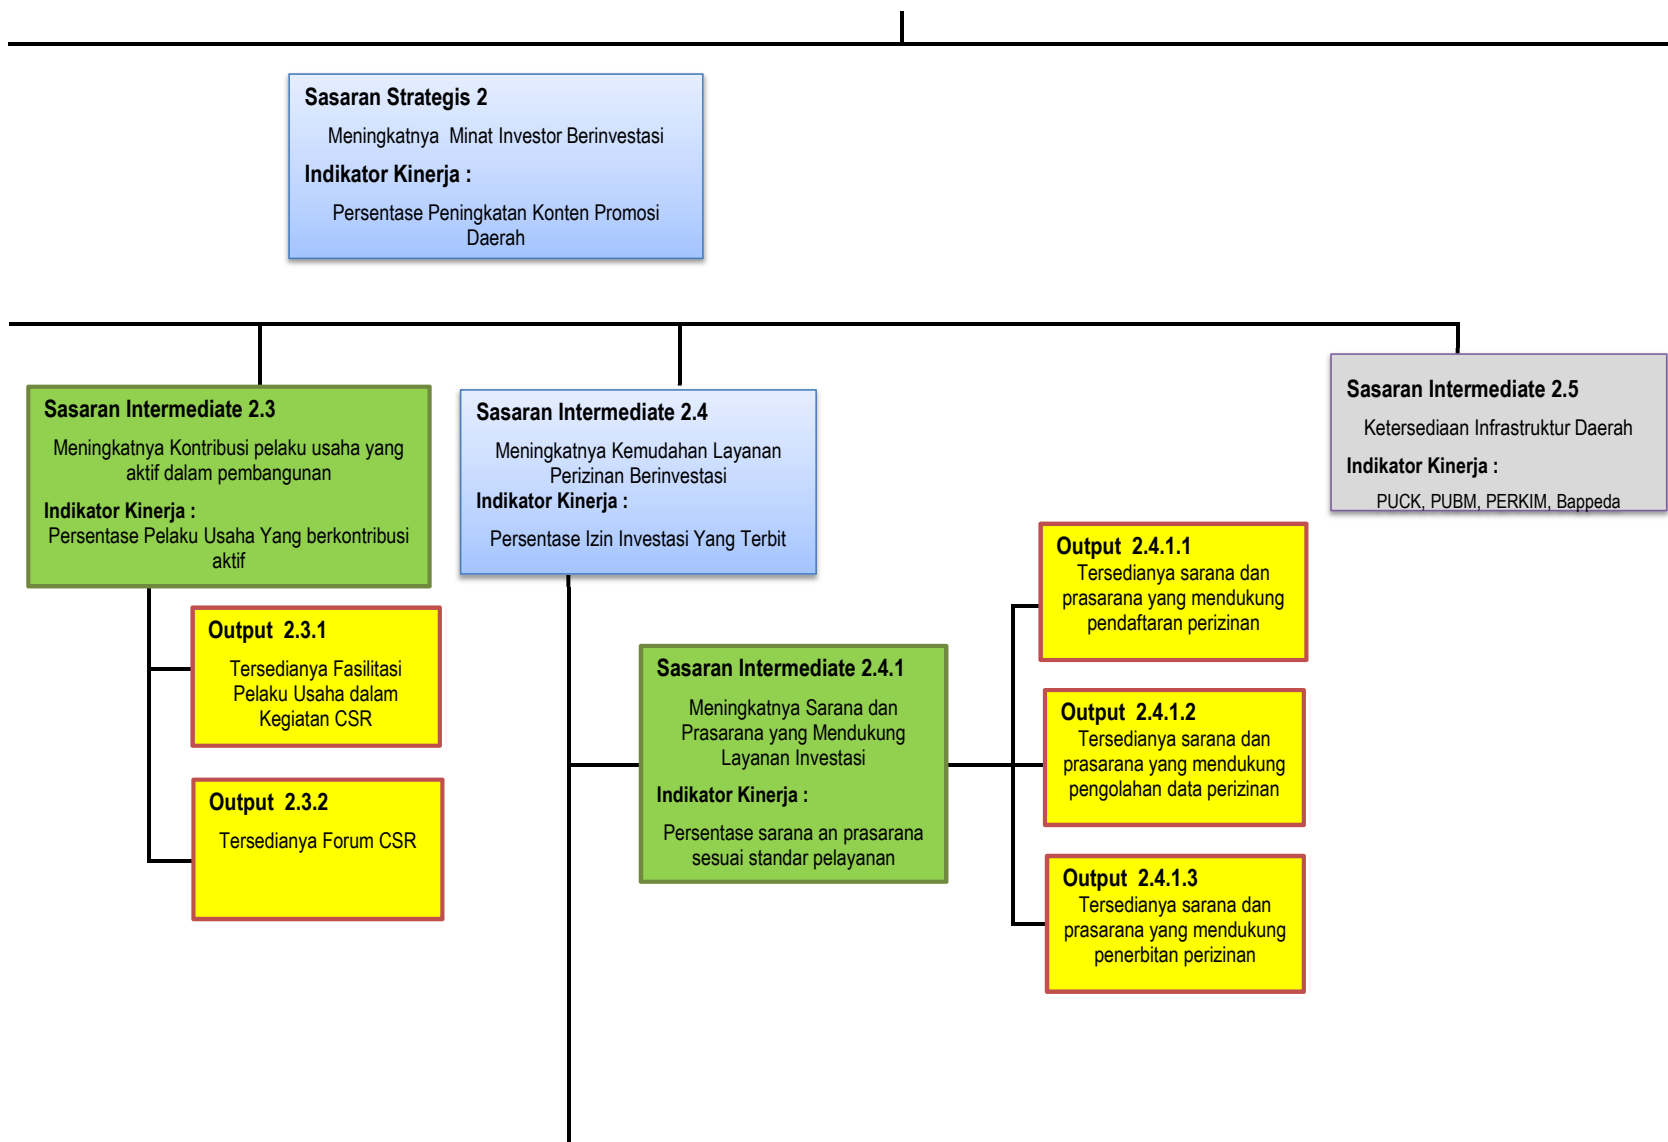 Sasaran Strategis 2
Meningkatnya  Minat Investor Berinvestasi
Indikator Kinerja :
Persentase Peningkatan Konten Promosi
Daerah
Sasaran Intermediate 2.3
Meningkatnya Kontribusi pelaku usaha yang
aktif dalam pembangunan
Indikator Kinerja :
Persentase Pelaku Usaha Yang berkontribusi
aktif
Output  2.3.1
Tersedianya Fasilitasi
Pelaku Usaha dalam
Kegiatan CSR
Output  2.3.2
Tersedianya Forum CSR
Sasaran Intermediate 2.4
Meningkatnya Kemudahan Layanan
Perizinan Berinvestasi
Indikator Kinerja :
Persentase Izin Investasi Yang Terbit
Sasaran Intermediate 2.4.1
Meningkatnya Sarana dan
Prasarana yang Mendukung
Layanan Investasi
Indikator Kinerja :
Persentase sarana an prasarana
sesuai standar pelayanan
Output  2.4.1.1
Tersedianya sarana dan
prasarana yang mendukung
pendaftaran perizinan
Output  2.4.1.2
Tersedianya sarana dan
prasarana yang mendukung
pengolahan data perizinan
Output  2.4.1.3
Tersedianya sarana dan
prasarana yang mendukung
penerbitan perizinan
Sasaran Intermediate 2.5
Ketersediaan Infrastruktur Daerah
Indikator Kinerja :
PUCK, PUBM, PERKIM, Bappeda